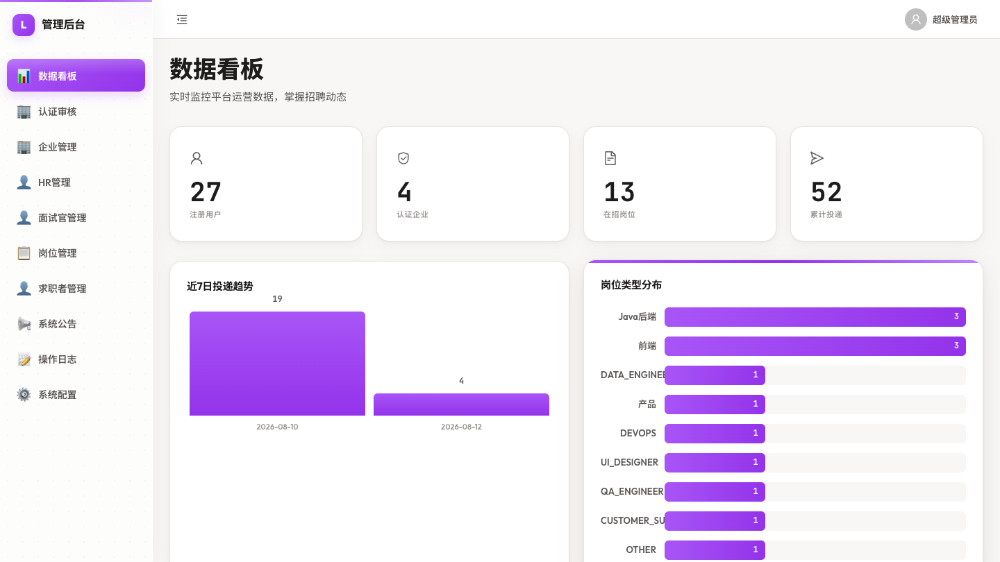 L 管理后台
超级管理员
数据看板
认证审核
企业管理
HR管理
面试官管理
岗位管理
求职者管理
系统公告
操作日志
系统配置
数据看板
实时监控平台运营数据，掌握招聘动态
27
注册用户
4
认证企业
13
在招岗位
52
累计投递
近7日投递趋势
19
4
2026-08-10
2026-08-12
岗位类型分布
Java后端 3
前端 3
DATA_ENGINEE 1
产品 1
DEVOPS 1
UI_DESIGNER 1
QA_ENGINEER 1
CUSTOMER_SU 1
OTHER 1